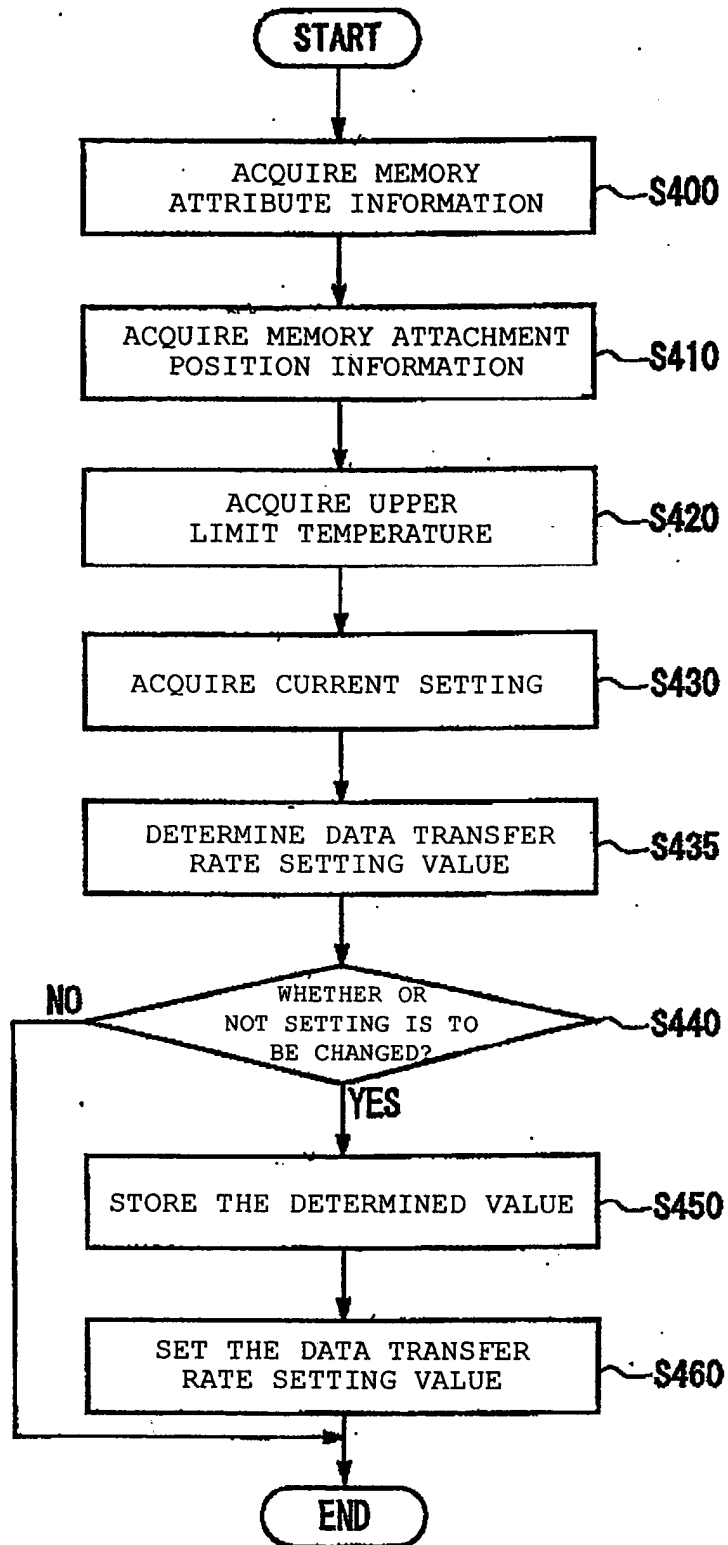 START
ACQUIRE MEMORY
ATTRIBUTE INFORMATION
S400
ACQUIRE MEMORY ATTACHMENT
POSITION INFORMATION
S410
ACQUIRE UPPER
LIMIT TEMPERATURE
S420
ACQUIRE CURRENT SETTING
S430
DETERMINE DATA TRANSFER
RATE SETTING VALUE
S435
NO
WHETHER OR
NOT SETTING IS TO
BE CHANGED?
S440
YES
STORE THE DETERMINED VALUE
S450
SET THE DATA TRANSFER
RATE SETTING VALUE
S460
END